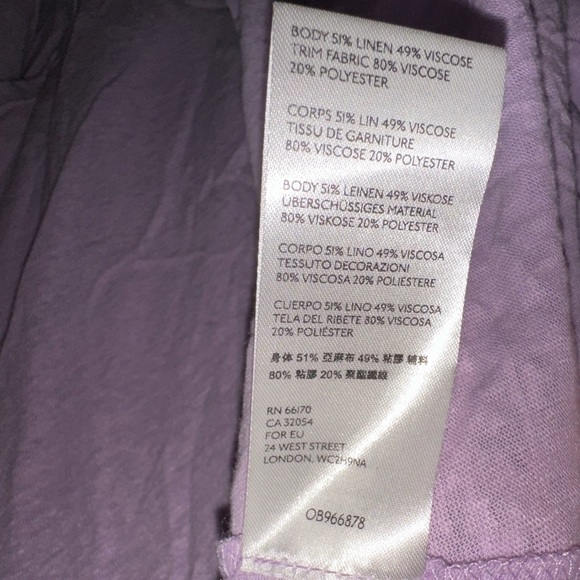 BODY 51% LINEN 49% VISCOSE
TRIM FABRIC 80% VISCOSE
20% POLYESTER
CORPS 51% LIN 49% VISCOSE
TISSU DE GARNITURE
80% VISCOSE 20% POLYESTER
BODY 51% LEINEN 49% VISKOSE
ÜBERSCHÜSSIGES MATERIAL
80% VISKOSE 20% POLYESTER
CORPO 51% LINO 49% VISCOSA
TESSUTO DECORAZIONI
80% VISCOSA 20% POLIESTERE
CUERPO 51% LINO 49% VISCOSA
TELA DEL RIBETE 80% VISCOSA
20% POLIÉSTER
身体 51% 亞麻布 49% 粘膠 輔料
80% 粘膠 20% 聚酯纖線
RN 66170
CA 32054
FOR EU
24 WEST STREET
LONDON, WC2H9NA
OB966878